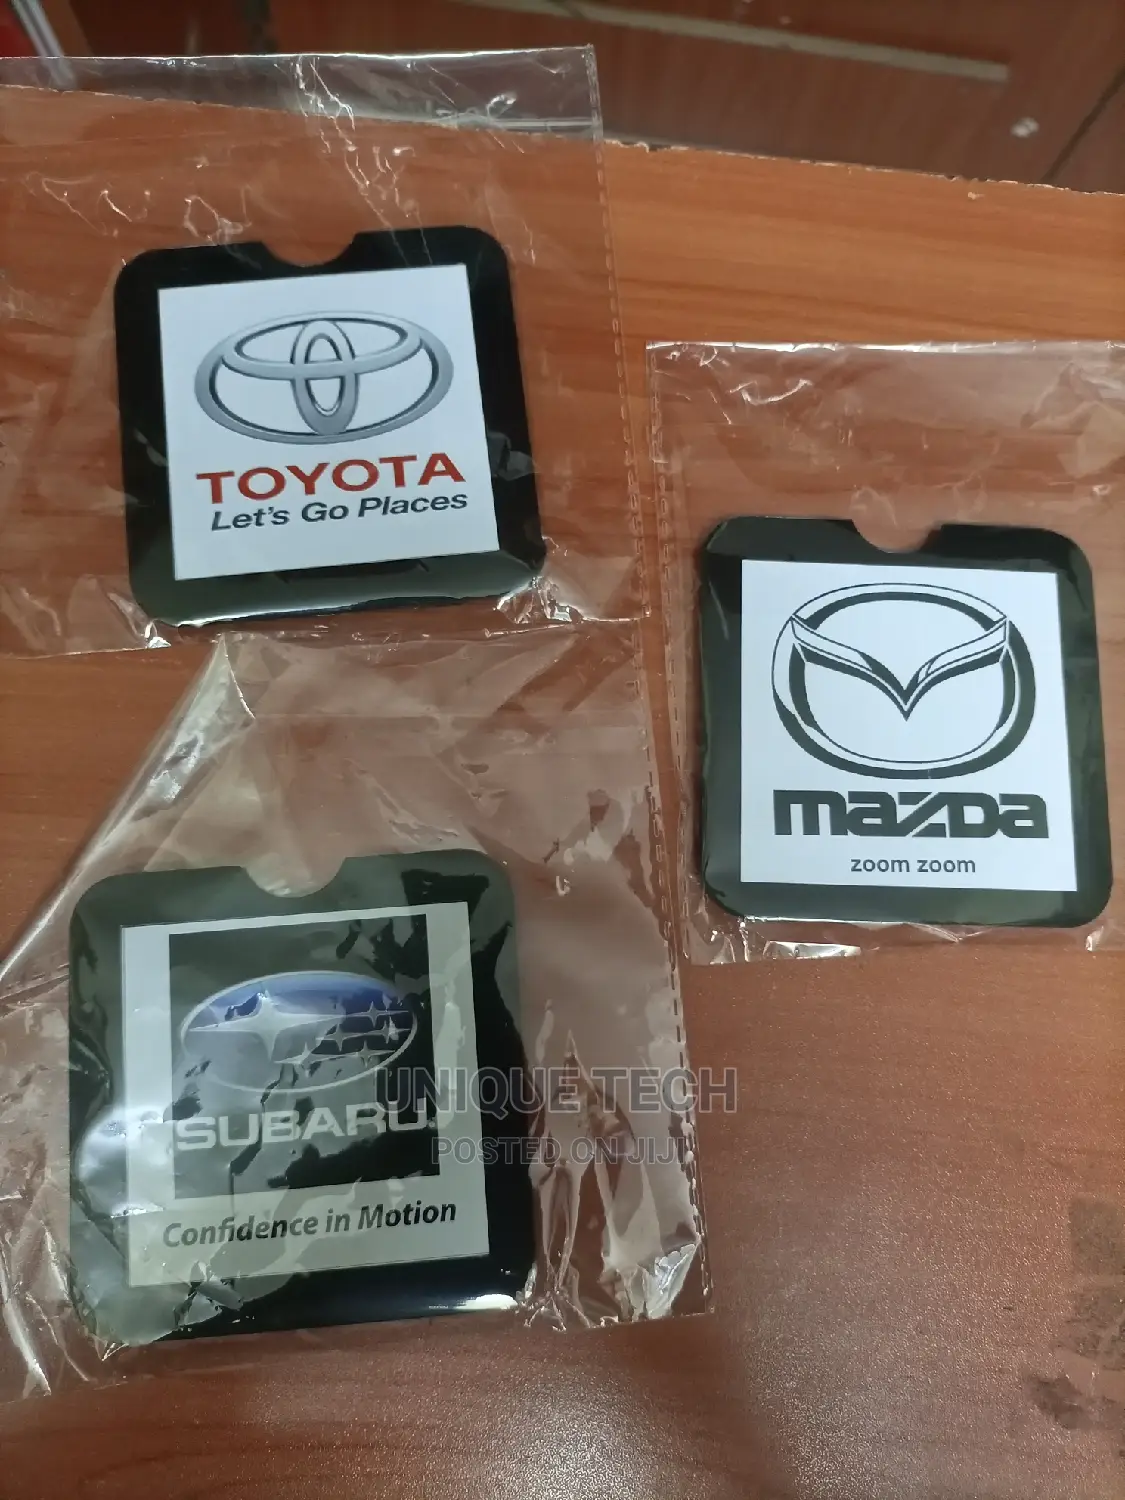 TOYOTA
Let's Go Places
mazda
zoom zoom
SUBARU
Confidence in Motion
UNIQUE TECH
POSTED ON JIJI